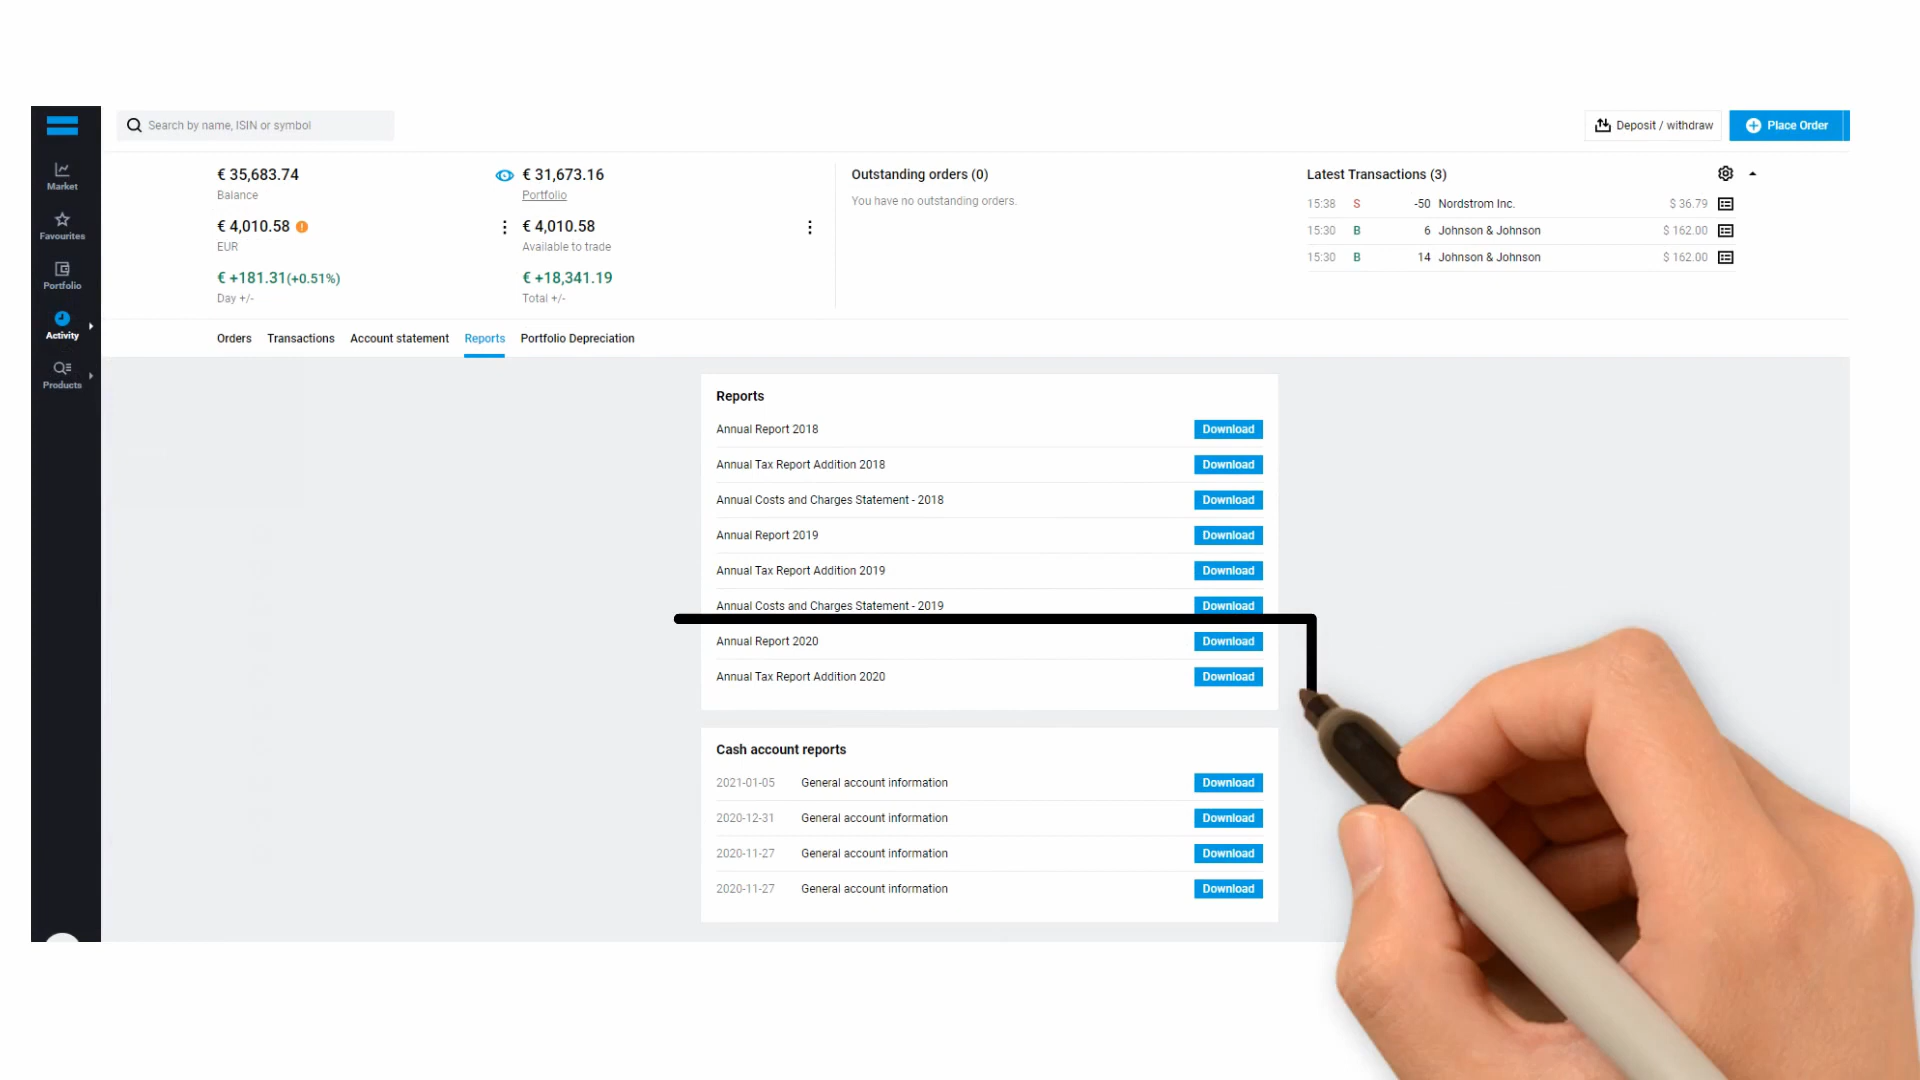 Search by name, ISIN or symbol
Deposit / withdraw
Place Order
Market
Favourites
Portfolio
Activity
Products
€ 35,683.74
Balance
€ 31,673.16
Portfolio
€ 4,010.58
EUR
€ 4,010.58
Available to trade
€ +181.31(+0.51%)
Day +/-
€ +18,341.19
Total +/-
Outstanding orders (0)
You have no outstanding orders.
Latest Transactions (3)
15:38 S -50 Nordstrom Inc. $ 36.79
15:30 B 6 Johnson & Johnson $ 162.00
15:30 B 14 Johnson & Johnson $ 162.00
Orders Transactions Account statement Reports Portfolio Depreciation
Reports
Annual Report 2018 Download
Annual Tax Report Addition 2018 Download
Annual Costs and Charges Statement - 2018 Download
Annual Report 2019 Download
Annual Tax Report Addition 2019 Download
Annual Costs and Charges Statement - 2019 Download
Annual Report 2020 Download
Annual Tax Report Addition 2020 Download
Cash account reports
2021-01-05 General account information Download
2020-12-31 General account information Download
2020-11-27 General account information Download
2020-11-27 General account information Download